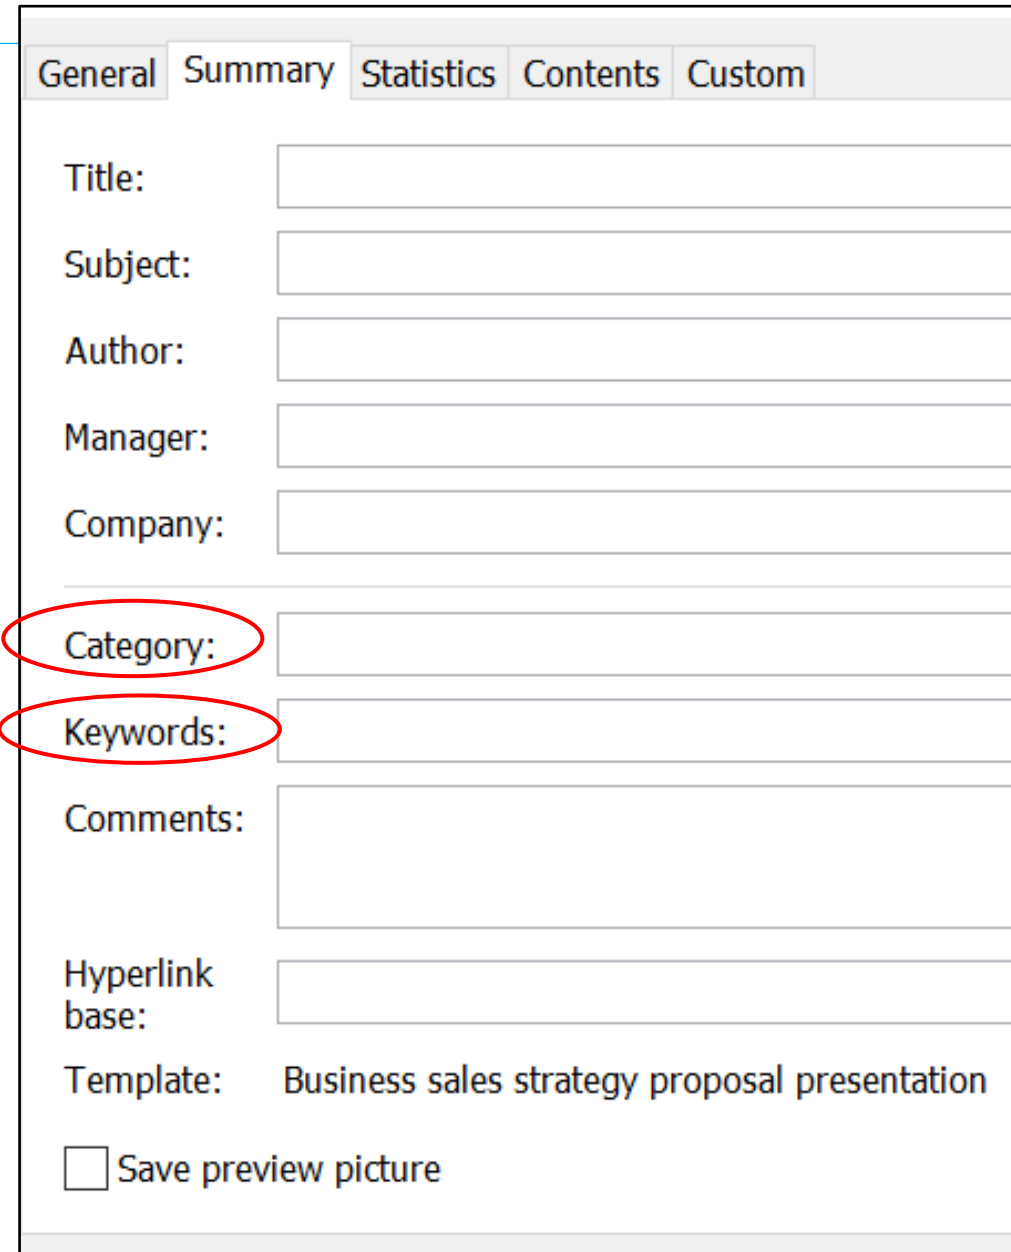 General Summary Statistics Contents Custom
Title:
Subject:
Author:
Manager:
Company:
Category:
Keywords:
Comments:
Hyperlink
base:
Template: Business sales strategy proposal presentation
Save preview picture